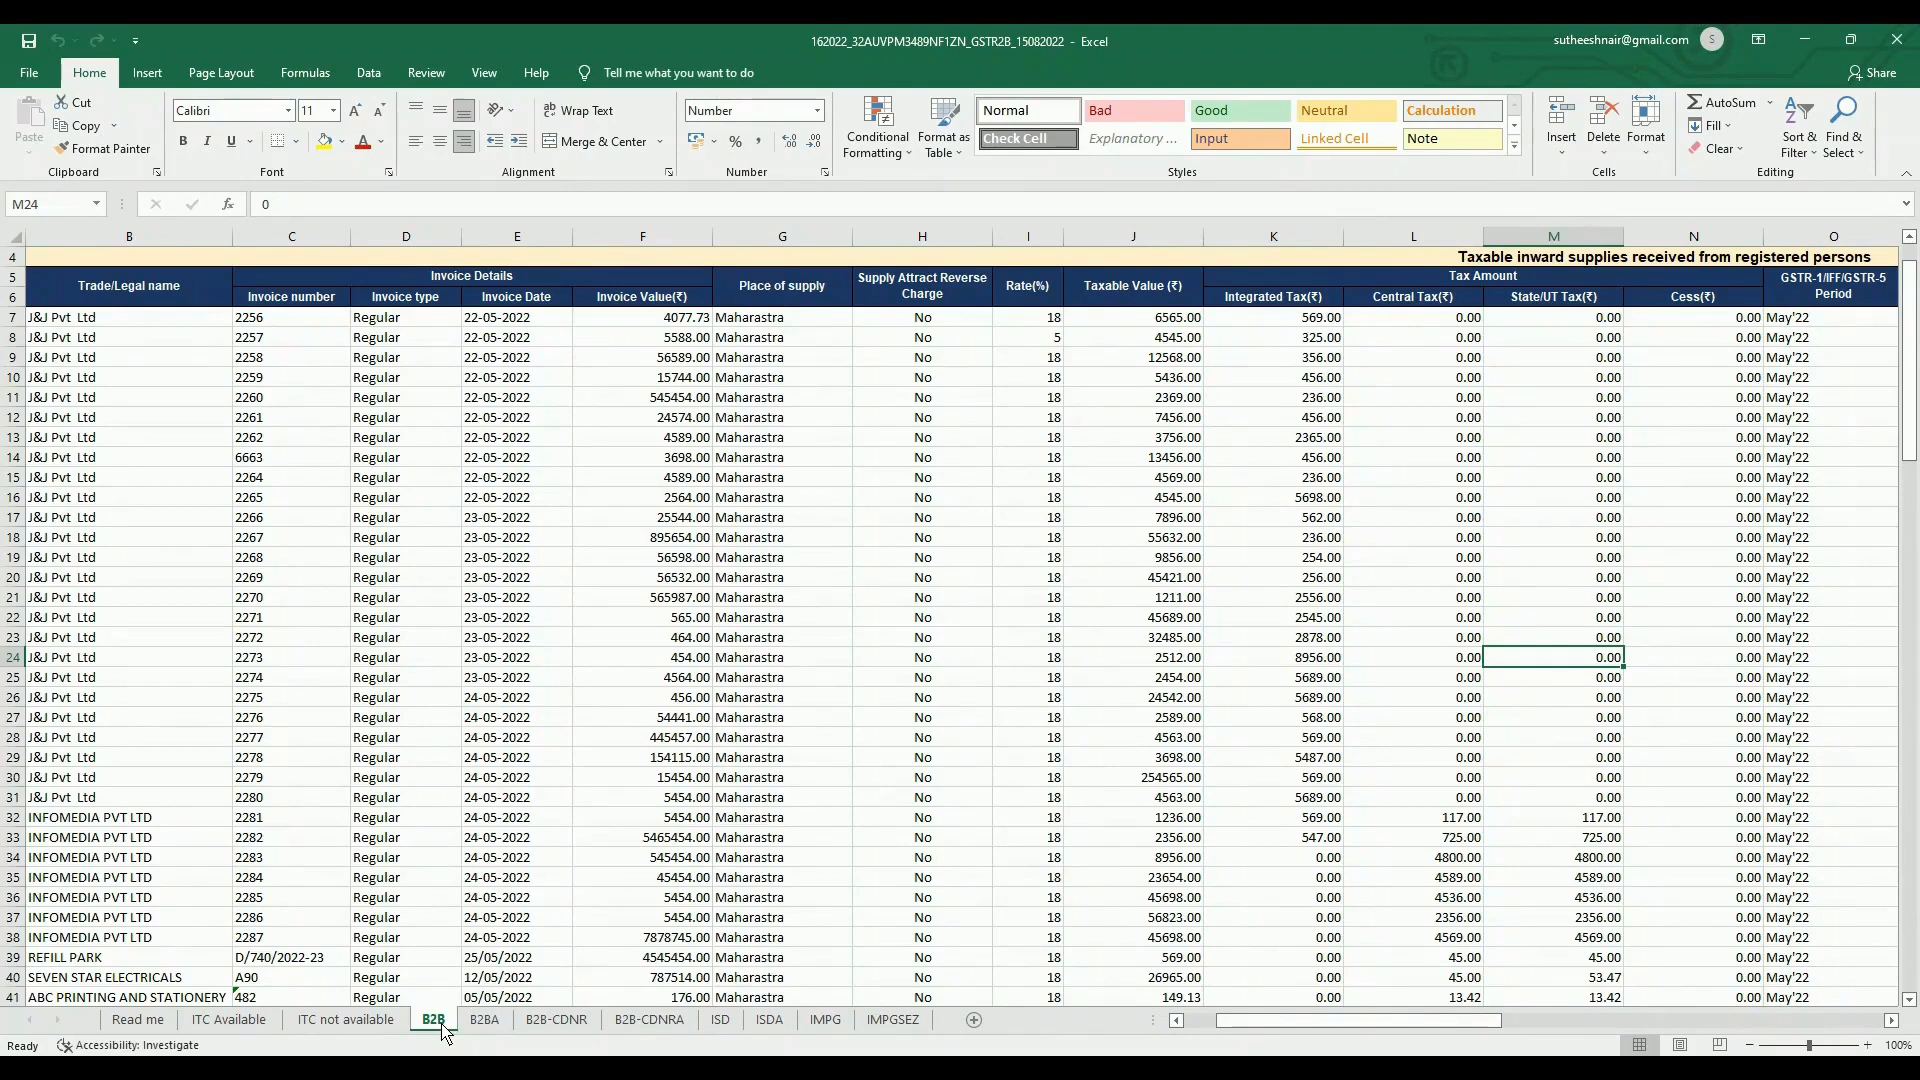 162022_32AUVPM3489NF1ZN_GSTR2B_15082022 - Excel
sutheeshnair@gmail.com S
File Home Insert Page Layout Formulas Data Review View Help Tell me what you want to do Share
Paste Cut Copy Format Painter Clipboard
Calibri 11 B I U A Font
Wrap Text Merge & Center Alignment
Number % , Number
Conditional Formatting Format as Table
Normal Bad Good Neutral Calculation
Check Cell Explanatory ... Input Linked Cell Note
Styles
Insert Delete Format Cells
AutoSum Fill Clear Sort & Filter Find & Select Editing
M24 fx 0
B C D E F G H I J K L M N O
4 Taxable inward supplies received from registered persons
5 Trade/Legal name Invoice Details Place of supply Supply Attract Reverse Charge Rate(%) Taxable Value (₹) Tax Amount GSTR-1/IFF/GSTR-5 Period
6 Invoice number Invoice type Invoice Date Invoice Value(₹) Integrated Tax(₹) Central Tax(₹) State/UT Tax(₹) Cess(₹)
7 J&J Pvt Ltd 2256 Regular 22-05-2022 4077.73 Maharastra No 18 6565.00 569.00 0.00 0.00 0.00 May'22
8 J&J Pvt Ltd 2257 Regular 22-05-2022 5588.00 Maharastra No 5 4545.00 325.00 0.00 0.00 0.00 May'22
9 J&J Pvt Ltd 2258 Regular 22-05-2022 56589.00 Maharastra No 18 12568.00 356.00 0.00 0.00 0.00 May'22
10 J&J Pvt Ltd 2259 Regular 22-05-2022 15744.00 Maharastra No 18 5436.00 456.00 0.00 0.00 0.00 May'22
11 J&J Pvt Ltd 2260 Regular 22-05-2022 545454.00 Maharastra No 18 2369.00 236.00 0.00 0.00 0.00 May'22
12 J&J Pvt Ltd 2261 Regular 22-05-2022 24574.00 Maharastra No 18 7456.00 456.00 0.00 0.00 0.00 May'22
13 J&J Pvt Ltd 2262 Regular 22-05-2022 4589.00 Maharastra No 18 3756.00 2365.00 0.00 0.00 0.00 May'22
14 J&J Pvt Ltd 6663 Regular 22-05-2022 3698.00 Maharastra No 18 13456.00 456.00 0.00 0.00 0.00 May'22
15 J&J Pvt Ltd 2264 Regular 22-05-2022 4589.00 Maharastra No 18 4569.00 236.00 0.00 0.00 0.00 May'22
16 J&J Pvt Ltd 2265 Regular 22-05-2022 2564.00 Maharastra No 18 4545.00 5698.00 0.00 0.00 0.00 May'22
17 J&J Pvt Ltd 2266 Regular 23-05-2022 25544.00 Maharastra No 18 7896.00 562.00 0.00 0.00 0.00 May'22
18 J&J Pvt Ltd 2267 Regular 23-05-2022 895654.00 Maharastra No 18 55632.00 236.00 0.00 0.00 0.00 May'22
19 J&J Pvt Ltd 2268 Regular 23-05-2022 56598.00 Maharastra No 18 9856.00 254.00 0.00 0.00 0.00 May'22
20 J&J Pvt Ltd 2269 Regular 23-05-2022 56532.00 Maharastra No 18 45421.00 256.00 0.00 0.00 0.00 May'22
21 J&J Pvt Ltd 2270 Regular 23-05-2022 565987.00 Maharastra No 18 1211.00 2556.00 0.00 0.00 0.00 May'22
22 J&J Pvt Ltd 2271 Regular 23-05-2022 565.00 Maharastra No 18 45689.00 2545.00 0.00 0.00 0.00 May'22
23 J&J Pvt Ltd 2272 Regular 23-05-2022 464.00 Maharastra No 18 32485.00 2878.00 0.00 0.00 0.00 May'22
24 J&J Pvt Ltd 2273 Regular 23-05-2022 454.00 Maharastra No 18 2512.00 8956.00 0.00 0.00 0.00 May'22
25 J&J Pvt Ltd 2274 Regular 23-05-2022 4564.00 Maharastra No 18 2454.00 5689.00 0.00 0.00 0.00 May'22
26 J&J Pvt Ltd 2275 Regular 24-05-2022 456.00 Maharastra No 18 24542.00 5689.00 0.00 0.00 0.00 May'22
27 J&J Pvt Ltd 2276 Regular 24-05-2022 54441.00 Maharastra No 18 2589.00 568.00 0.00 0.00 0.00 May'22
28 J&J Pvt Ltd 2277 Regular 24-05-2022 445457.00 Maharastra No 18 4563.00 569.00 0.00 0.00 0.00 May'22
29 J&J Pvt Ltd 2278 Regular 24-05-2022 154115.00 Maharastra No 18 3698.00 5487.00 0.00 0.00 0.00 May'22
30 J&J Pvt Ltd 2279 Regular 24-05-2022 15454.00 Maharastra No 18 254565.00 569.00 0.00 0.00 0.00 May'22
31 J&J Pvt Ltd 2280 Regular 24-05-2022 5454.00 Maharastra No 18 4563.00 5689.00 0.00 0.00 0.00 May'22
32 INFOMEDIA PVT LTD 2281 Regular 24-05-2022 5454.00 Maharastra No 18 1236.00 569.00 117.00 117.00 0.00 May'22
33 INFOMEDIA PVT LTD 2282 Regular 24-05-2022 5465454.00 Maharastra No 18 2356.00 547.00 725.00 725.00 0.00 May'22
34 INFOMEDIA PVT LTD 2283 Regular 24-05-2022 545454.00 Maharastra No 18 8956.00 0.00 4800.00 4800.00 0.00 May'22
35 INFOMEDIA PVT LTD 2284 Regular 24-05-2022 45454.00 Maharastra No 18 23654.00 0.00 4589.00 4589.00 0.00 May'22
36 INFOMEDIA PVT LTD 2285 Regular 24-05-2022 5454.00 Maharastra No 18 45698.00 0.00 4536.00 4536.00 0.00 May'22
37 INFOMEDIA PVT LTD 2286 Regular 24-05-2022 5454.00 Maharastra No 18 56823.00 0.00 2356.00 2356.00 0.00 May'22
38 INFOMEDIA PVT LTD 2287 Regular 24-05-2022 7878745.00 Maharastra No 18 45698.00 0.00 4569.00 4569.00 0.00 May'22
39 REFILL PARK D/740/2022-23 Regular 25/05/2022 4545454.00 Maharastra No 18 569.00 0.00 45.00 45.00 0.00 May'22
40 SEVEN STAR ELECTRICALS A90 Regular 12/05/2022 787514.00 Maharastra No 18 26965.00 0.00 45.00 53.47 0.00 May'22
41 ABC PRINTING AND STATIONERY 482 Regular 05/05/2022 176.00 Maharastra No 18 149.13 0.00 13.42 13.42 0.00 May'22
Read me ITC Available ITC not available B2B B2BA B2B-CDNR B2B-CDNRA ISD ISDA IMPG IMPGSEZ
Ready Accessibility: Investigate 100%